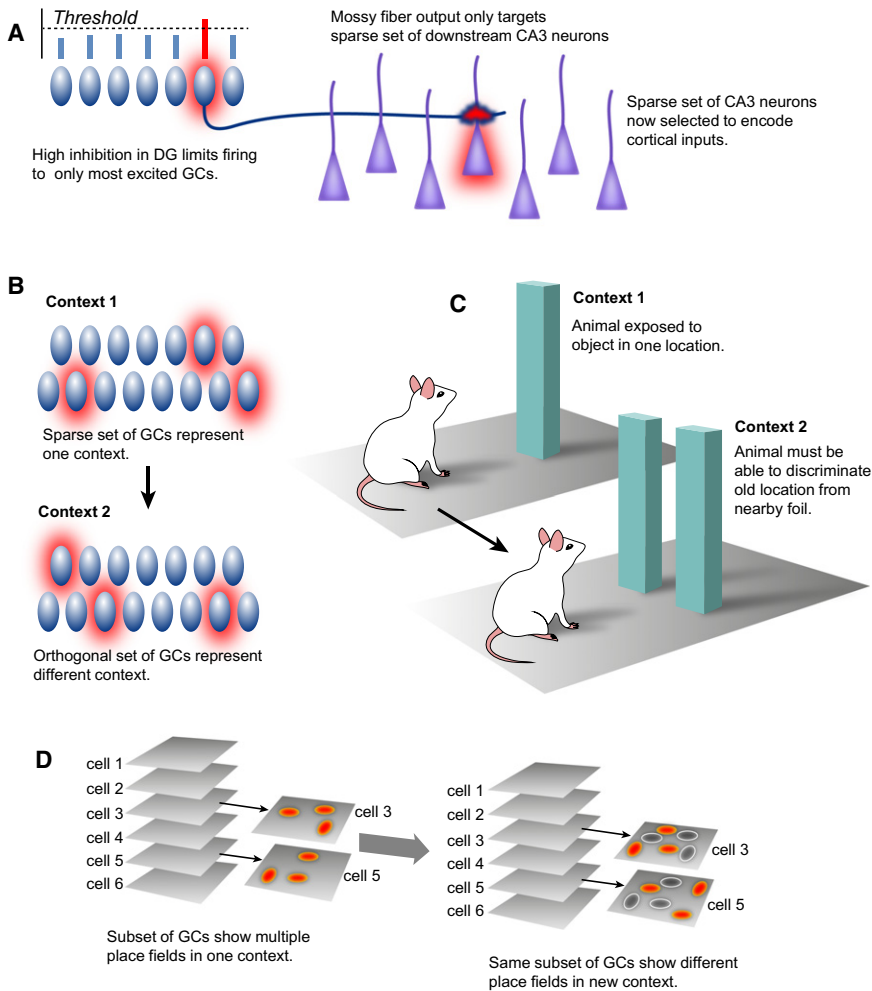 A
Threshold
High inhibition in DG limits firing
to only most excited GCs.
Mossy fiber output only targets
sparse set of downstream CA3 neurons
Sparse set of CA3 neurons
now selected to encode
cortical inputs.
B
Context 1
Sparse set of GCs represent
one context.
Context 2
Orthogonal set of GCs represent
different context.
C
Context 1
Animal exposed to
object in one location.
Context 2
Animal must be
able to discriminate
old location from
nearby foil.
D
cell 1
cell 2
cell 3
cell 4
cell 5
cell 6
cell 3
cell 5
Subset of GCs show multiple
place fields in one context.
cell 1
cell 2
cell 3
cell 4
cell 5
cell 6
cell 3
cell 5
Same subset of GCs show different
place fields in new context.